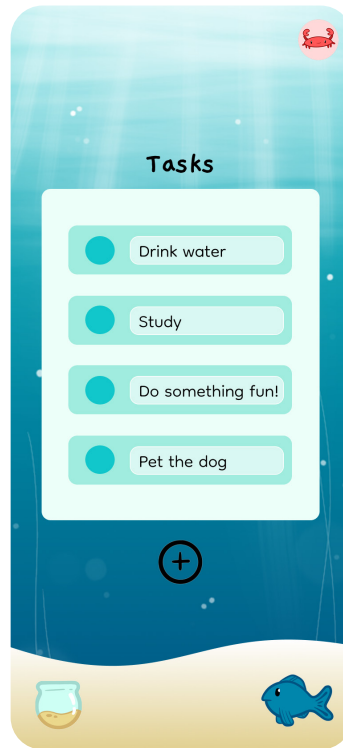 Tasks
Drink water
Study
Do something fun!
Pet the dog